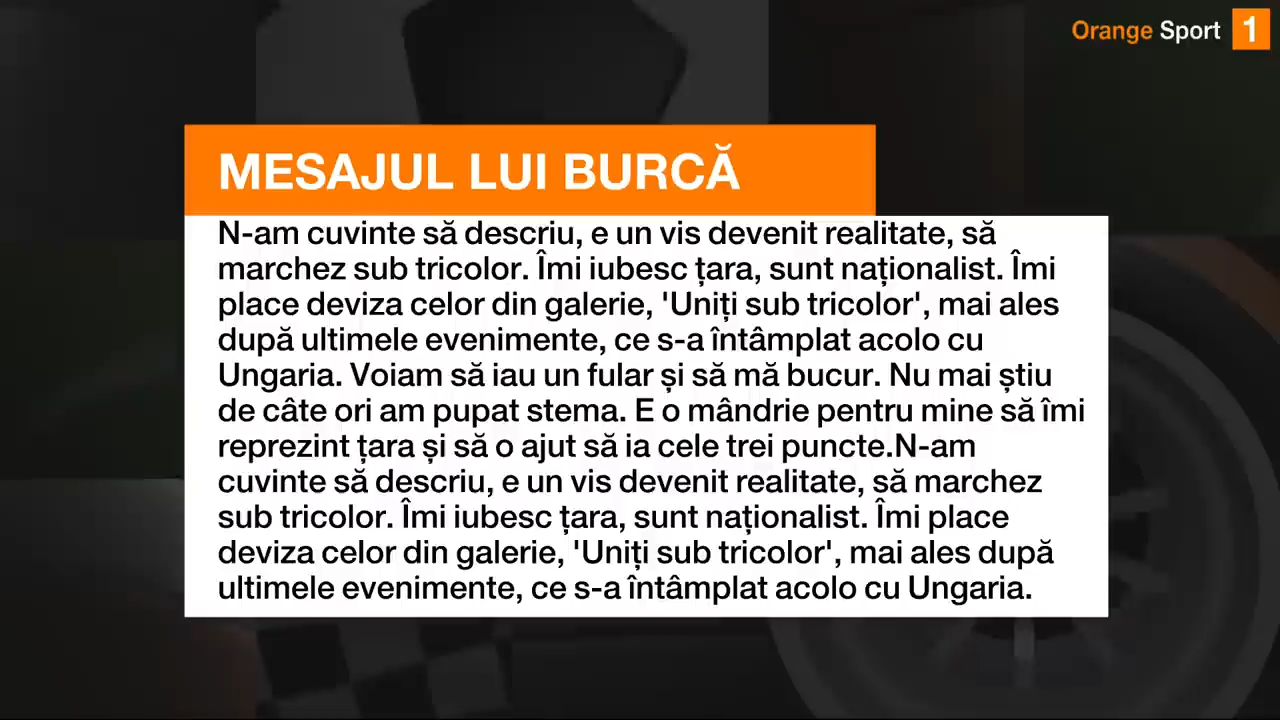 Orange Sport 1
MESAJUL LUI BURCĂ
N-am cuvinte să descriu, e un vis devenit realitate, să
marchez sub tricolor. Îmi iubesc țara, sunt naționalist. Îmi
place deviza celor din galerie, 'Uniți sub tricolor', mai ales
după ultimele evenimente, ce s-a întâmplat acolo cu
Ungaria. Voiam să iau un fular și să mă bucur. Nu mai știu
de câte ori am pupat stema. E o mândrie pentru mine să îmi
reprezint țara și să o ajut să ia cele trei puncte.N-am
cuvinte să descriu, e un vis devenit realitate, să marchez
sub tricolor. Îmi iubesc țara, sunt naționalist. Îmi place
deviza celor din galerie, 'Uniți sub tricolor', mai ales după
ultimele evenimente, ce s-a întâmplat acolo cu Ungaria.